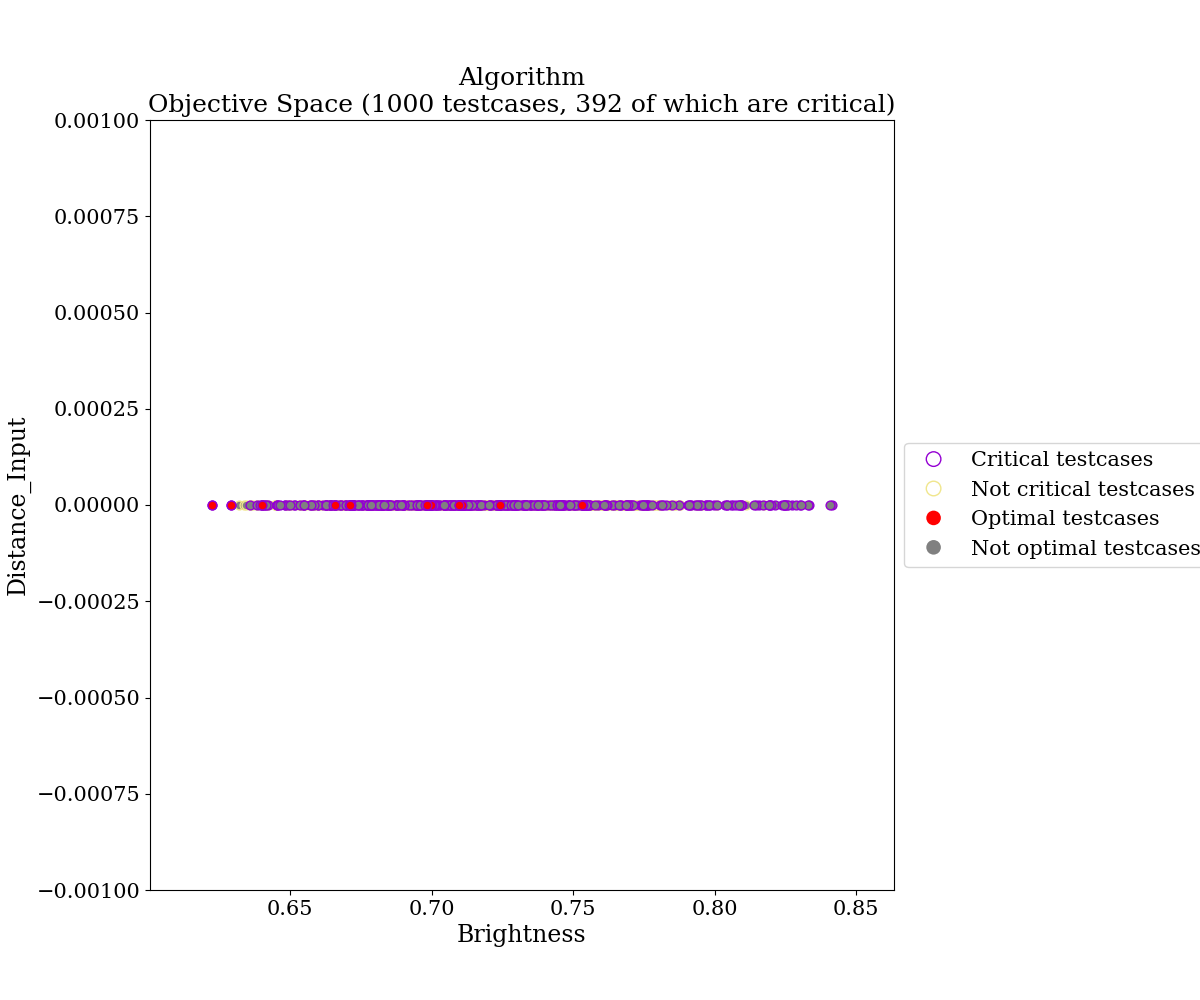 Algorithm
Objective Space (1000 testcases, 392 of which are critical)
0.00100
0.00075
0.00050
0.00025
0.00000
−0.00025
−0.00050
−0.00075
−0.00100
Distance_Input
0.65 0.70 0.75 0.80 0.85
Brightness
Critical testcases
Not critical testcases
Optimal testcases
Not optimal testcases